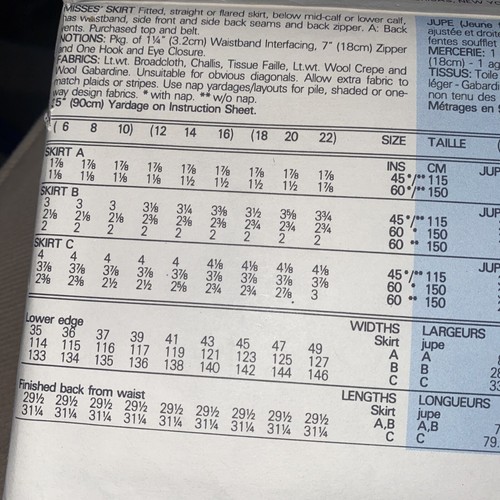 MISSES' SKIRT Fitted, straight or flared skirt, below mid-calf or lower calf,
has waistband, side front and side back seams and back zipper. A: Back
vents. Purchased top and belt.
NOTIONS: Pkg. of 1¼" (3.2cm) Waistband Interfacing, 7" (18cm) Zipper
and One Hook and Eye Closure.
FABRICS: Lt.wt. Broadcloth, Challis, Tissue Faille, Lt.wt. Wool Crepe and
Wool Gabardine. Unsuitable for obvious diagonals. Allow extra fabric to
match plaids or stripes. Use nap yardages/layouts for pile, shaded or one-
way design fabrics. * with nap. ** w/o nap.
(90cm) Yardage on Instruction Sheet.
JUPE (Jeune
ajustée et droite
fentes soufflet
MERCERIE: 1
(18cm) - 1 ag
TISSUS: Toile
léger - Gabardi
non tenu des
Métrages en
( 6 8 10) (12 14 16) (18 20 22) SIZE TAILLE
SKIRT A INS CM JUP
1⅞ 1⅞ 1⅞ 1⅞ 1⅞ 1⅞ 1⅞ 1⅞ 1⅞ 45*/** 115
1⅛ 1⅛ 1⅛ 1⅛ 1½ 1½ 1½ 1½ 1⅞ 60*/** 150
SKIRT B JUP
3 3 3 3⅛ 3¼ 3⅜ 3½ 3⅝ 3¾ 45*/** 115
2⅛ 2⅛ 2⅛ 2⅜ 2⅜ 2⅜ 2¾ 2¾ 2¾ 60 * 150
2 2 2 2 2 2 2 2 2 60 ** 150
SKIRT C JUP
4 4 4 4 4 4⅛ 4⅛ 4⅛ 4⅛ 45*/** 115
3⅞ 3⅞ 3⅞ 3⅞ 3⅞ 3⅞ 3⅞ 3⅞ 3⅞ 60 * 150
2⅜ 2⅜ 2½ 2½ 2⅝ 2¾ 2¾ 2⅞ 3 60 ** 150
WIDTHS LARGEURS
Lower edge Skirt jupe
35 36 37 39 41 43 45 47 49 A A
114 115 116 117 119 121 123 125 127 B B 28
133 134 135 136 138 140 142 144 146 C C 33
LENGTHS LONGUEURS
Finished back from waist Skirt jupe
29½ 29½ 29½ 29½ 29½ 29½ 29½ 29½ 29½ A,B A,B 7
31¼ 31¼ 31¼ 31¼ 31¼ 31¼ 31¼ 31¼ 31¼ C C 79.